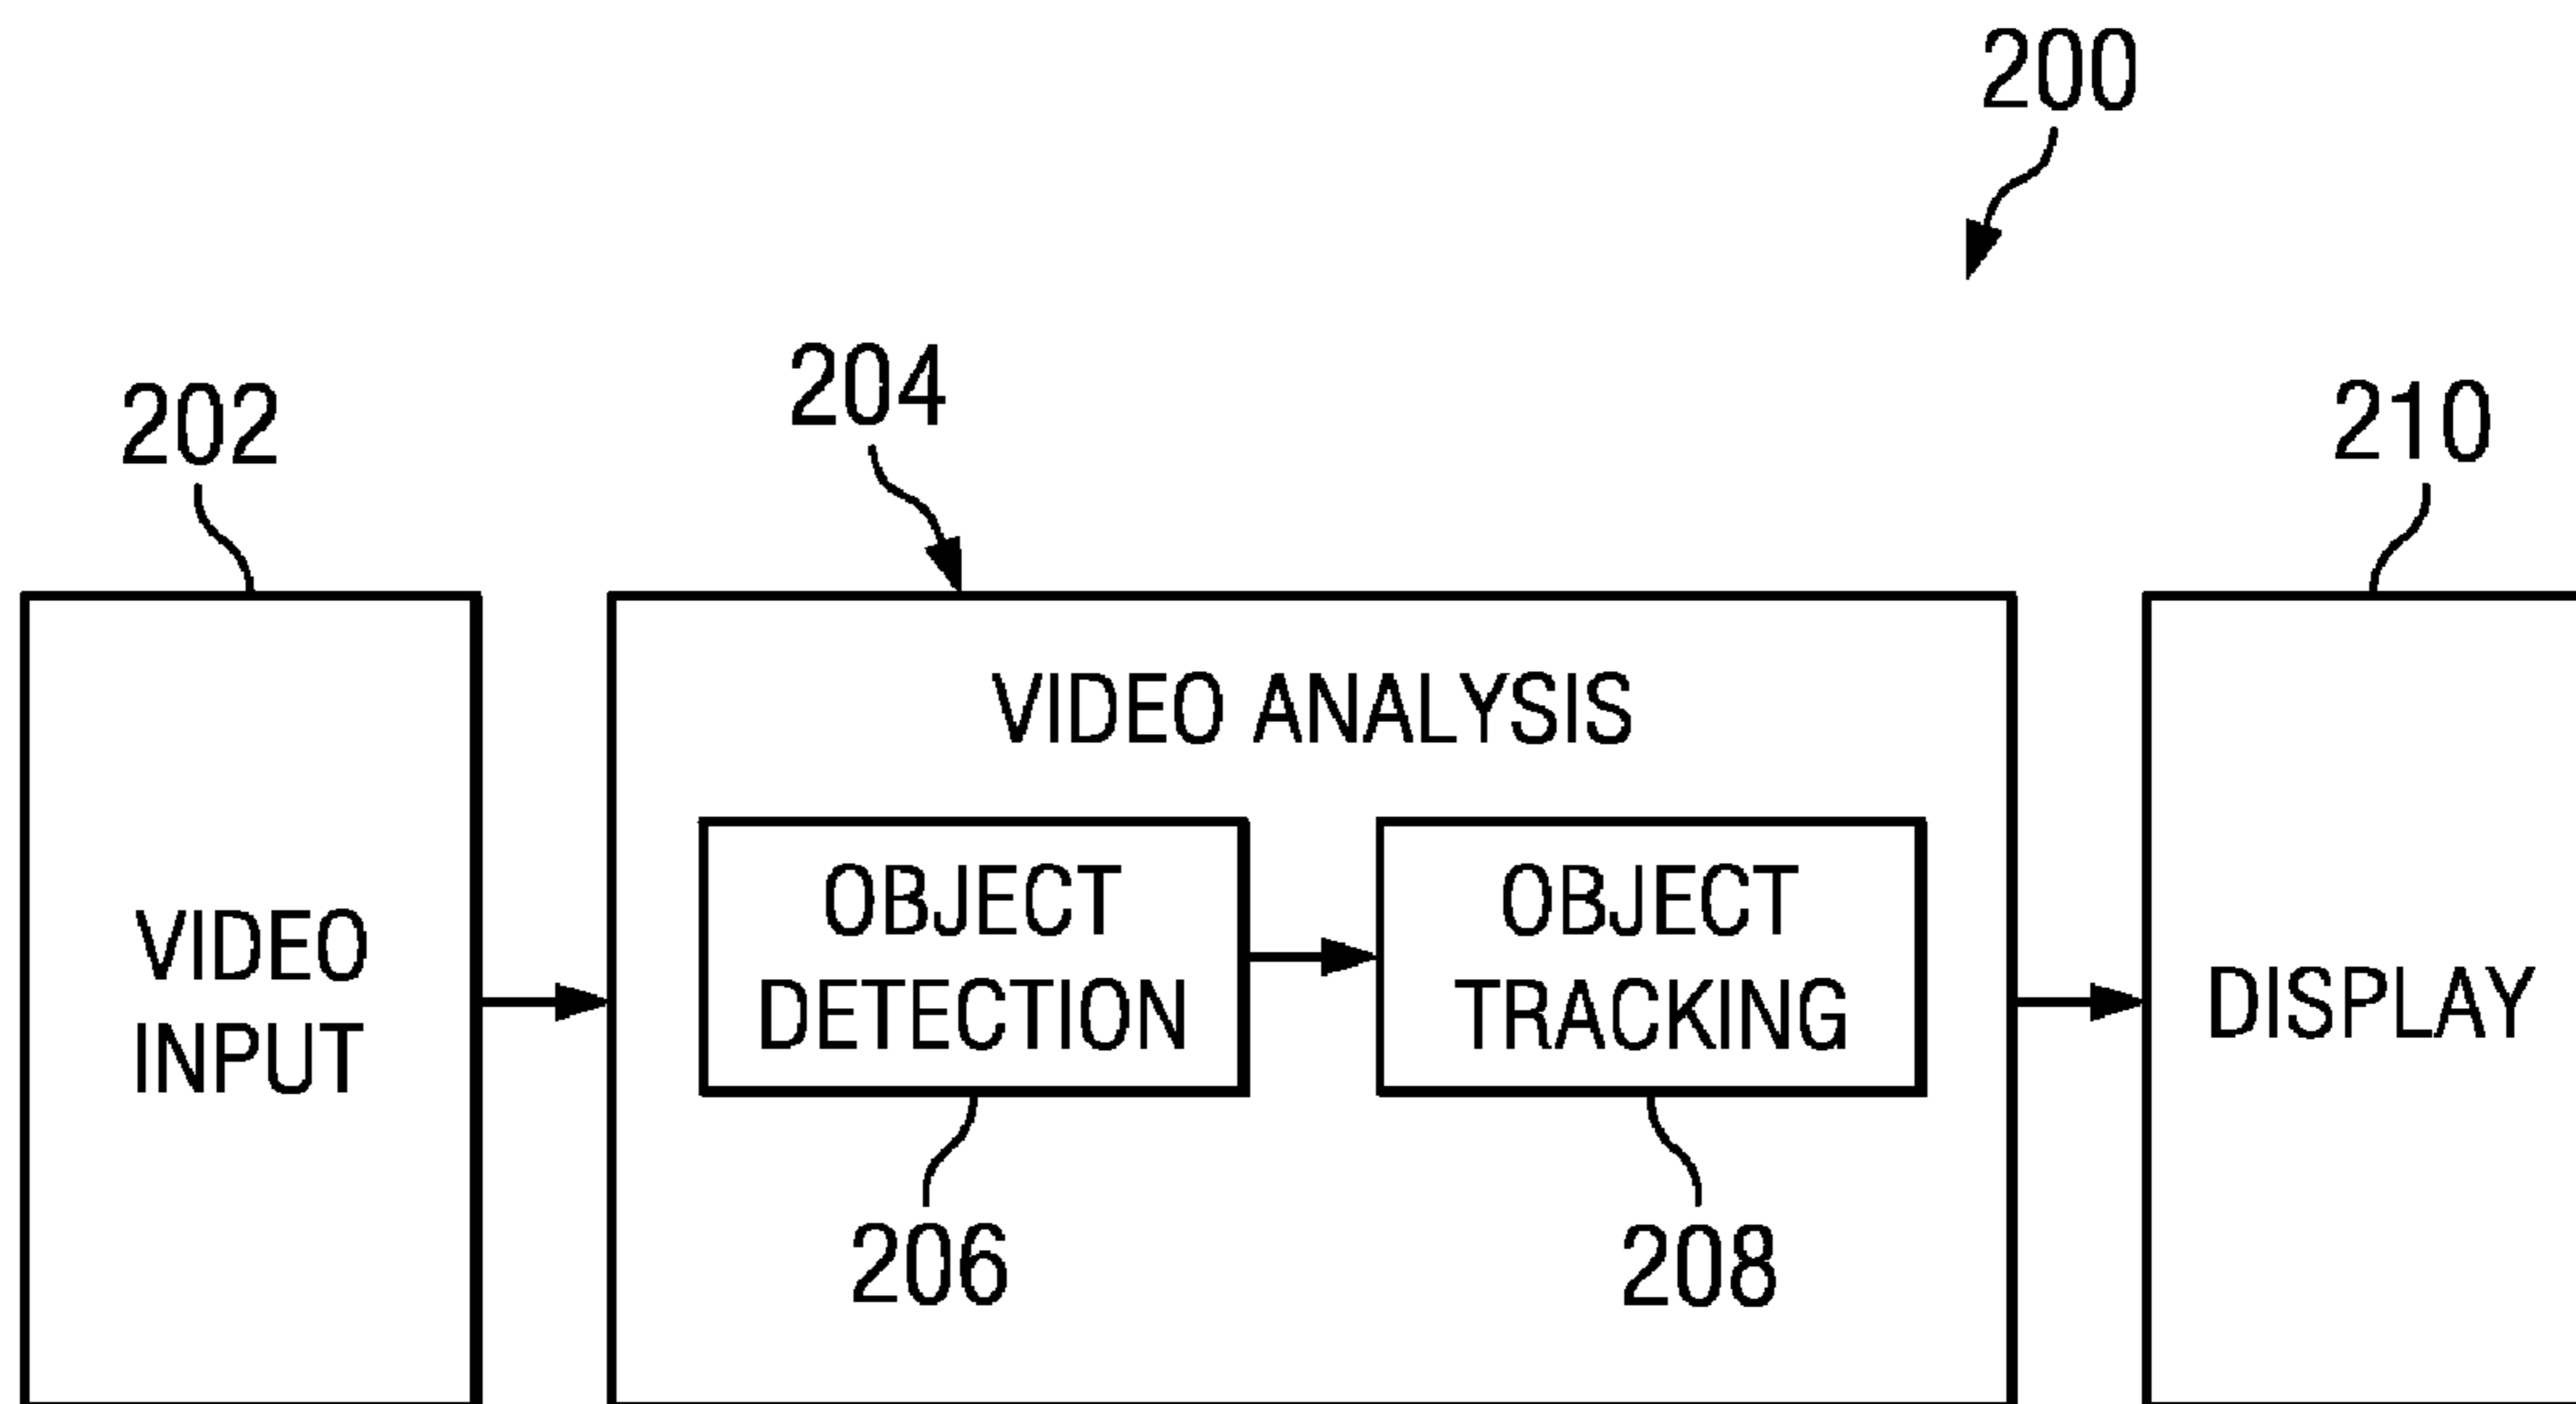 200
202
204
210
VIDEO
INPUT
VIDEO ANALYSIS
OBJECT
DETECTION
OBJECT
TRACKING
DISPLAY
206
208